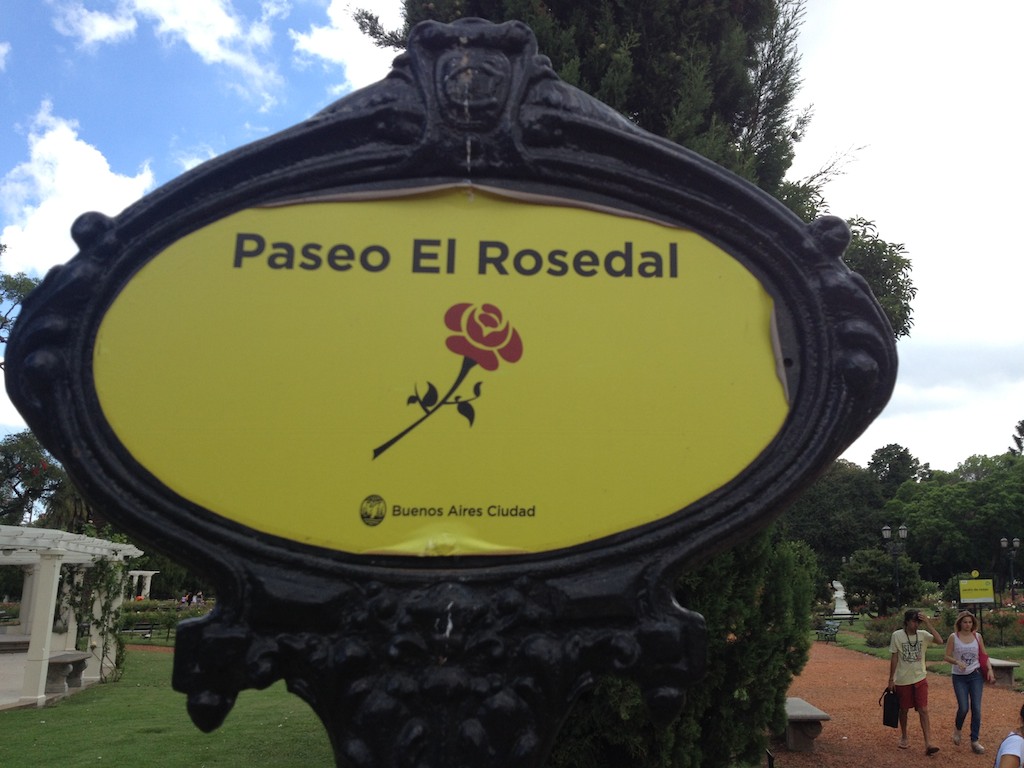 Paseo El Rosedal
Buenos Aires Ciudad